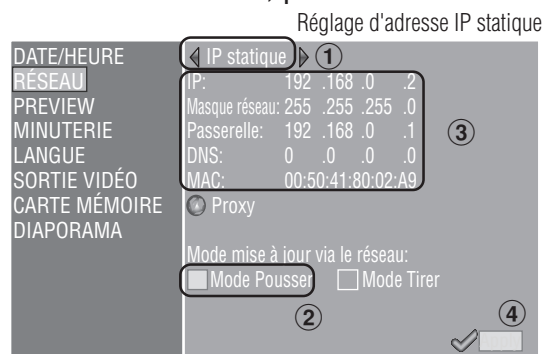 Réglage d'adresse IP statique
DATE/HEURE
RÉSEAU
PREVIEW
MINUTERIE
LANGUE
SORTIE VIDÉO
CARTE MÉMOIRE
DIAPORAMA
IP statique ①
IP: 192 .168 .0 .2
Masque réseau: 255 .255 .255 .0
Passerelle: 192 .168 .0 .1
DNS: 0 .0 .0 .0
MAC: 00:50:41:80:02:A9
③
Proxy
Mode mise à jour via le réseau:
Mode Pousser Mode Tirer
②
④